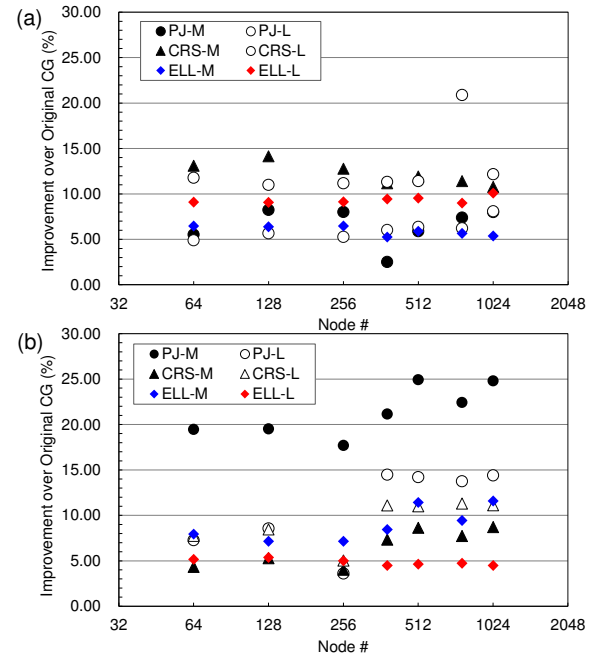 (a)
30.00
25.00
20.00
15.00
10.00
5.00
0.00
Improvement over Original CG (%)
PJ-M PJ-L
CRS-M CRS-L
ELL-M ELL-L
32 64 128 256 512 1024 2048
Node #
(b)
30.00
25.00
20.00
15.00
10.00
5.00
0.00
Improvement over Original CG (%)
PJ-M PJ-L
CRS-M CRS-L
ELL-M ELL-L
32 64 128 256 512 1024 2048
Node #